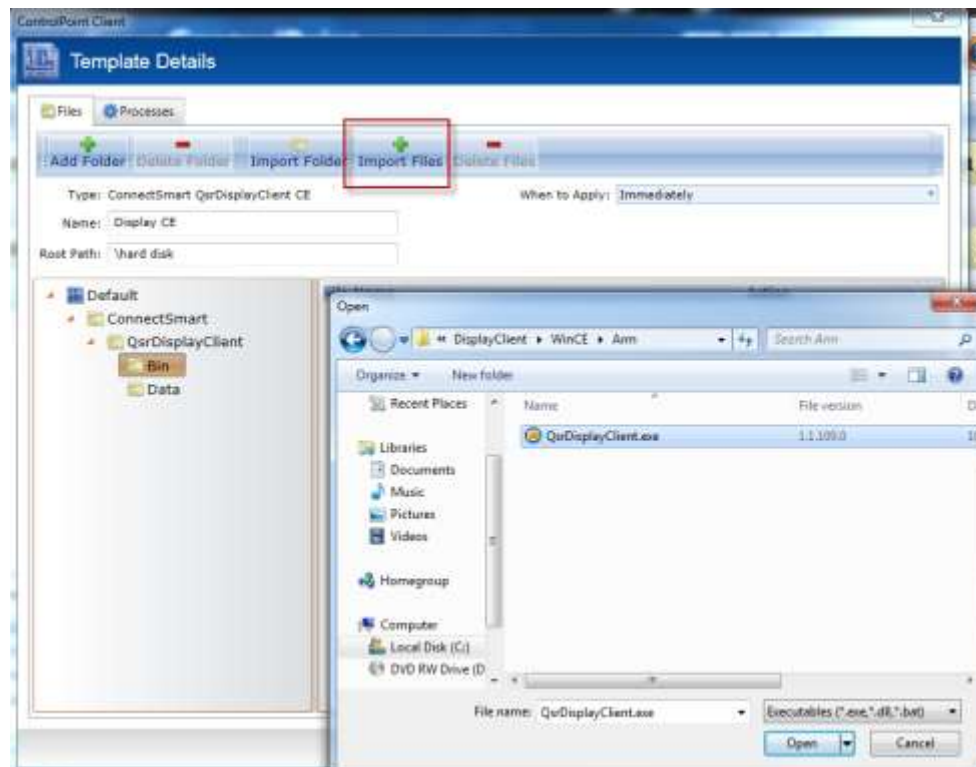 ControlPoint Client
Template Details
Files Processes
Add Folder Delete Folder Import Folder Import Files Delete Files
Type: ConnectSmart QsrDisplayClient CE When to Apply: Immediately
Name: Display CE
Root Path: \hard disk
Default
ConnectSmart
QsrDisplayClient
Bin
Data
Open
« DisplayClient WinCE Arm Search Arm
Organize New folder
Recent Places
Libraries
Documents
Music
Pictures
Videos
Homegroup
Computer
Local Disk (C:)
DVD RW Drive (D
Name File version D
QsrDisplayClient.exe 1.1.109.0
File name: QsrDisplayClient.exe Executables (*.exe,*.dll,*.bat)
Open Cancel